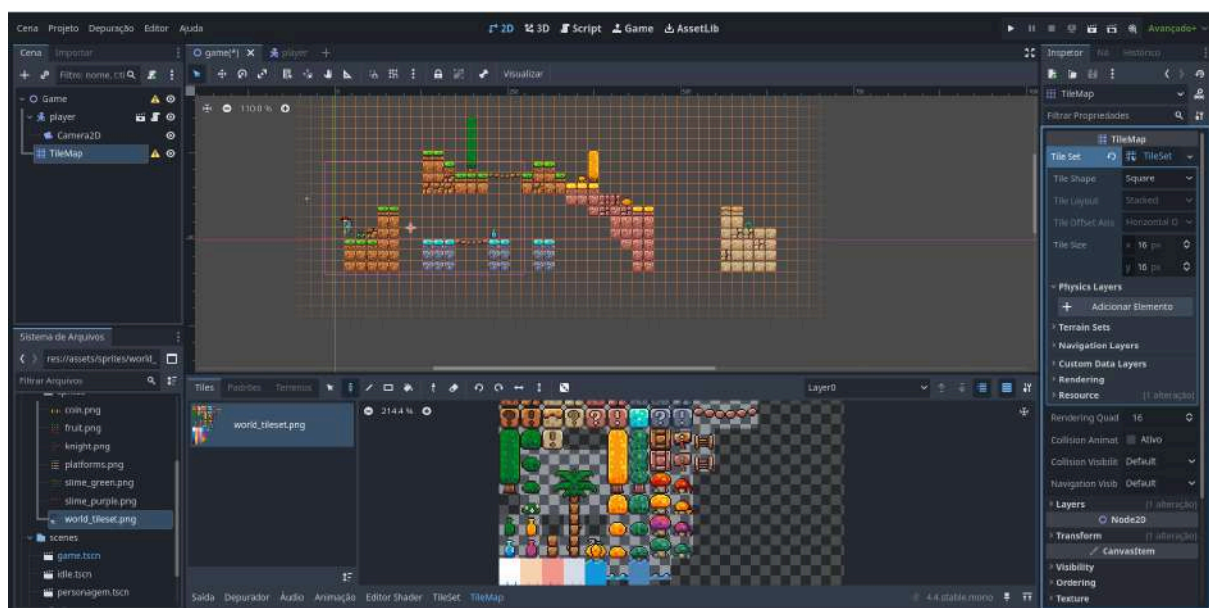 Cena Projeto Depuração Editor Ajuda
2D 3D Script Game AssetLib
Avançado+
Cena Importar
game(*) player
Inspetor Nó Histórico
Filtro: nome, t:ti
Visualizar
Game
TileMap
110.0 %
player
Filtrar Propriedades
Camera2D
TileMap
TileMap
Tile Set TileSet
Tile Shape Square
Tile Layout Stacked
Tile Offset Axis Horizontal O
Tile Size x 16 px
y 16 px
Physics Layers
Adicionar Elemento
Terrain Sets
Sistema de Arquivos
Navigation Layers
res://assets/sprites/world_
Custom Data Layers
Filtrar Arquivos
Tiles Padrões Terrenos
Layer0
Rendering
Resource (1 alteração)
coin.png
world_tileset.png
214.4 %
Rendering Quad 16
fruit.png
Collision Animat Ativo
knight.png
platforms.png
Collision Visibilit Default
slime_green.png
Navigation Visib Default
slime_purple.png
Layers (1 alteração)
world_tileset.png
Node2D
scenes
Transform (1 alteração)
game.tscn
CanvasItem
idle.tscn
Visibility
personagem.tscn
Ordering
Saída Depurador Áudio Animação Editor Shader TileSet TileMap
4.4.stable.mono
Texture